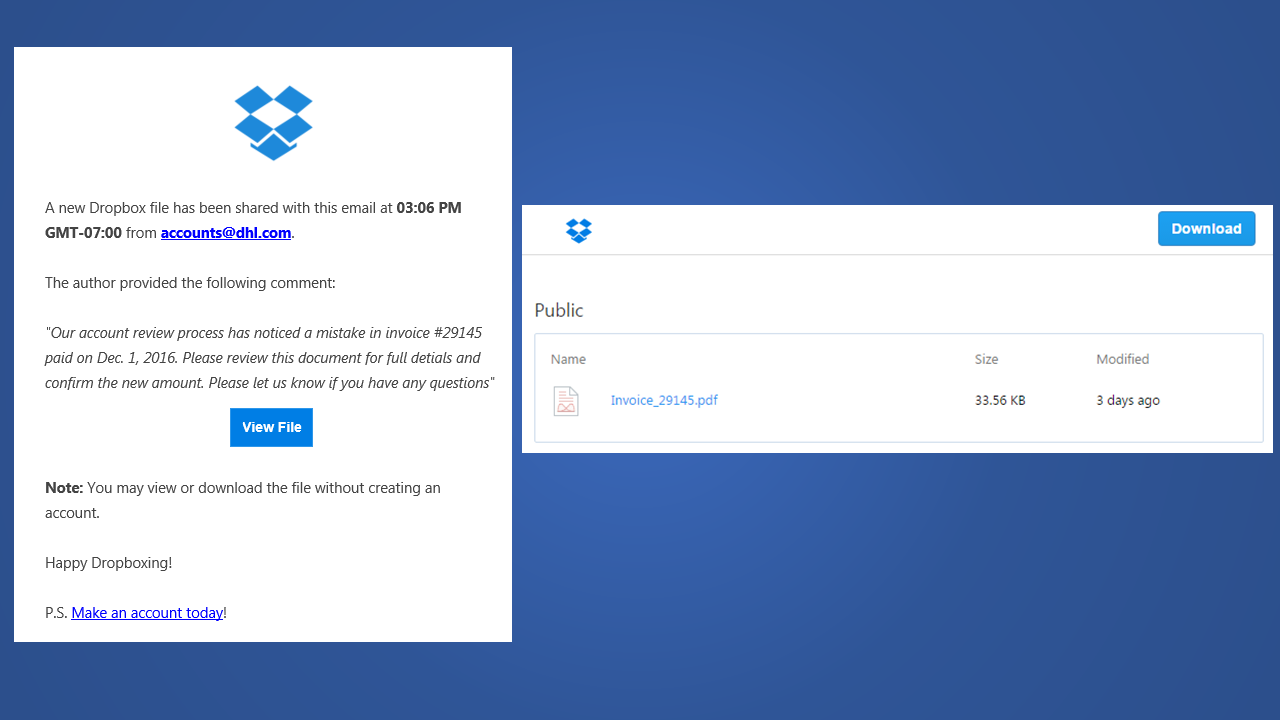 A new Dropbox file has been shared with this email at 03:06 PM
GMT-07:00 from accounts@dhl.com.
The author provided the following comment:
"Our account review process has noticed a mistake in invoice #29145
paid on Dec. 1, 2016. Please review this document for full detials and
confirm the new amount. Please let us know if you have any questions"
View File
Note: You may view or download the file without creating an
account.
Happy Dropboxing!
P.S. Make an account today!
Download
Public
Name Size Modified
Invoice_29145.pdf 33.56 KB 3 days ago